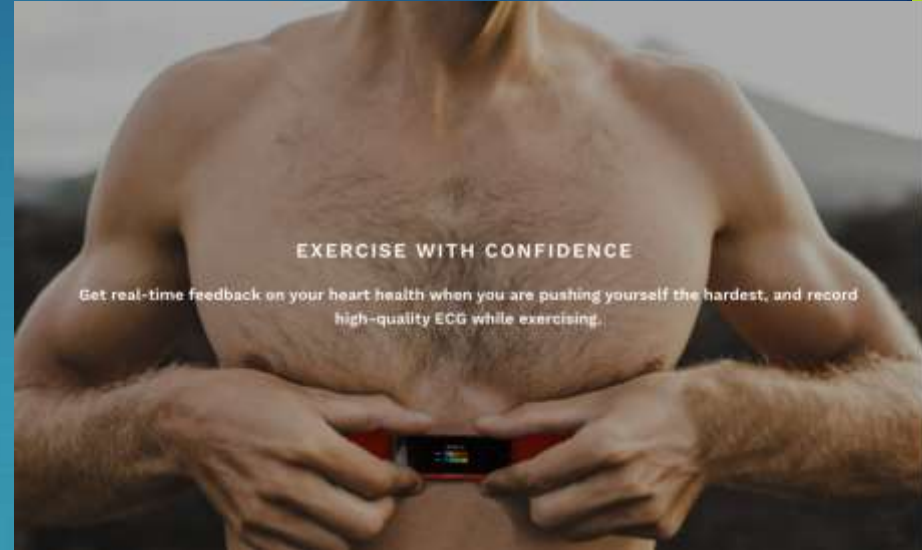 EXERCISE WITH CONFIDENCE
Get real-time feedback on your heart health when you are pushing yourself the hardest, and record
high-quality ECG while exercising.